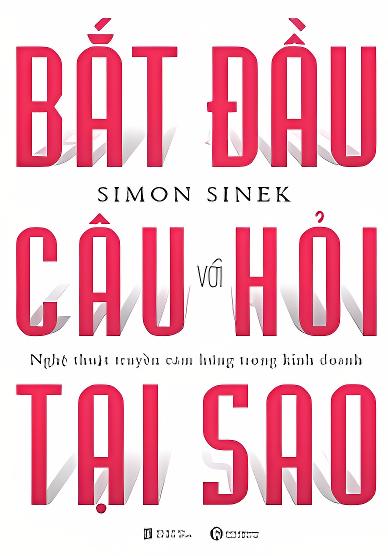 BẮT ĐẦU
SIMON SINEK
CÂU VỚI HỎI
Nghệ thuật truyền cảm hứng trong kinh doanh
TẠI SAO